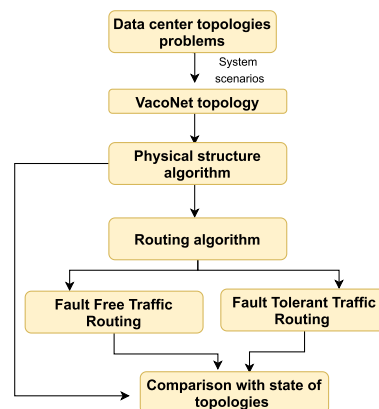 Data center topologies
problems
System
scenarios
VacoNet topology
Physical structure
algorithm
Routing algorithm
Fault Free Traffic
Routing
Fault Tolerant Traffic
Routing
Comparison with state of
topologies